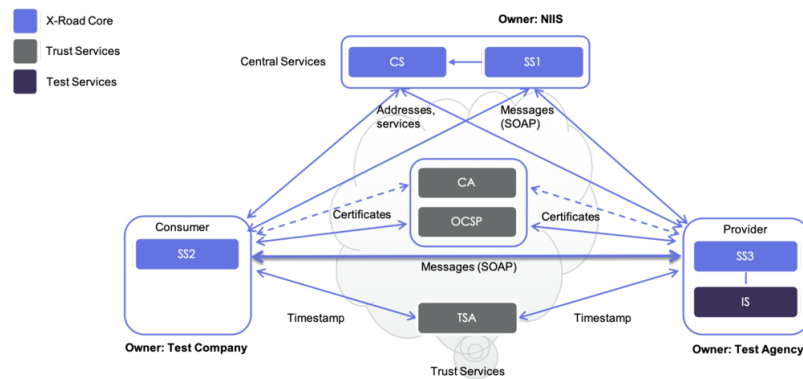 X-Road Core
Trust Services
Test Services
Owner: NIIS
Central Services
CS
SS1
Addresses,
services
Messages
(SOAP)
CA
OCSP
Certificates
Certificates
Consumer
SS2
Provider
SS3
IS
Messages (SOAP)
Timestamp
TSA
Timestamp
Owner: Test Company
Owner: Test Agency
Trust Services